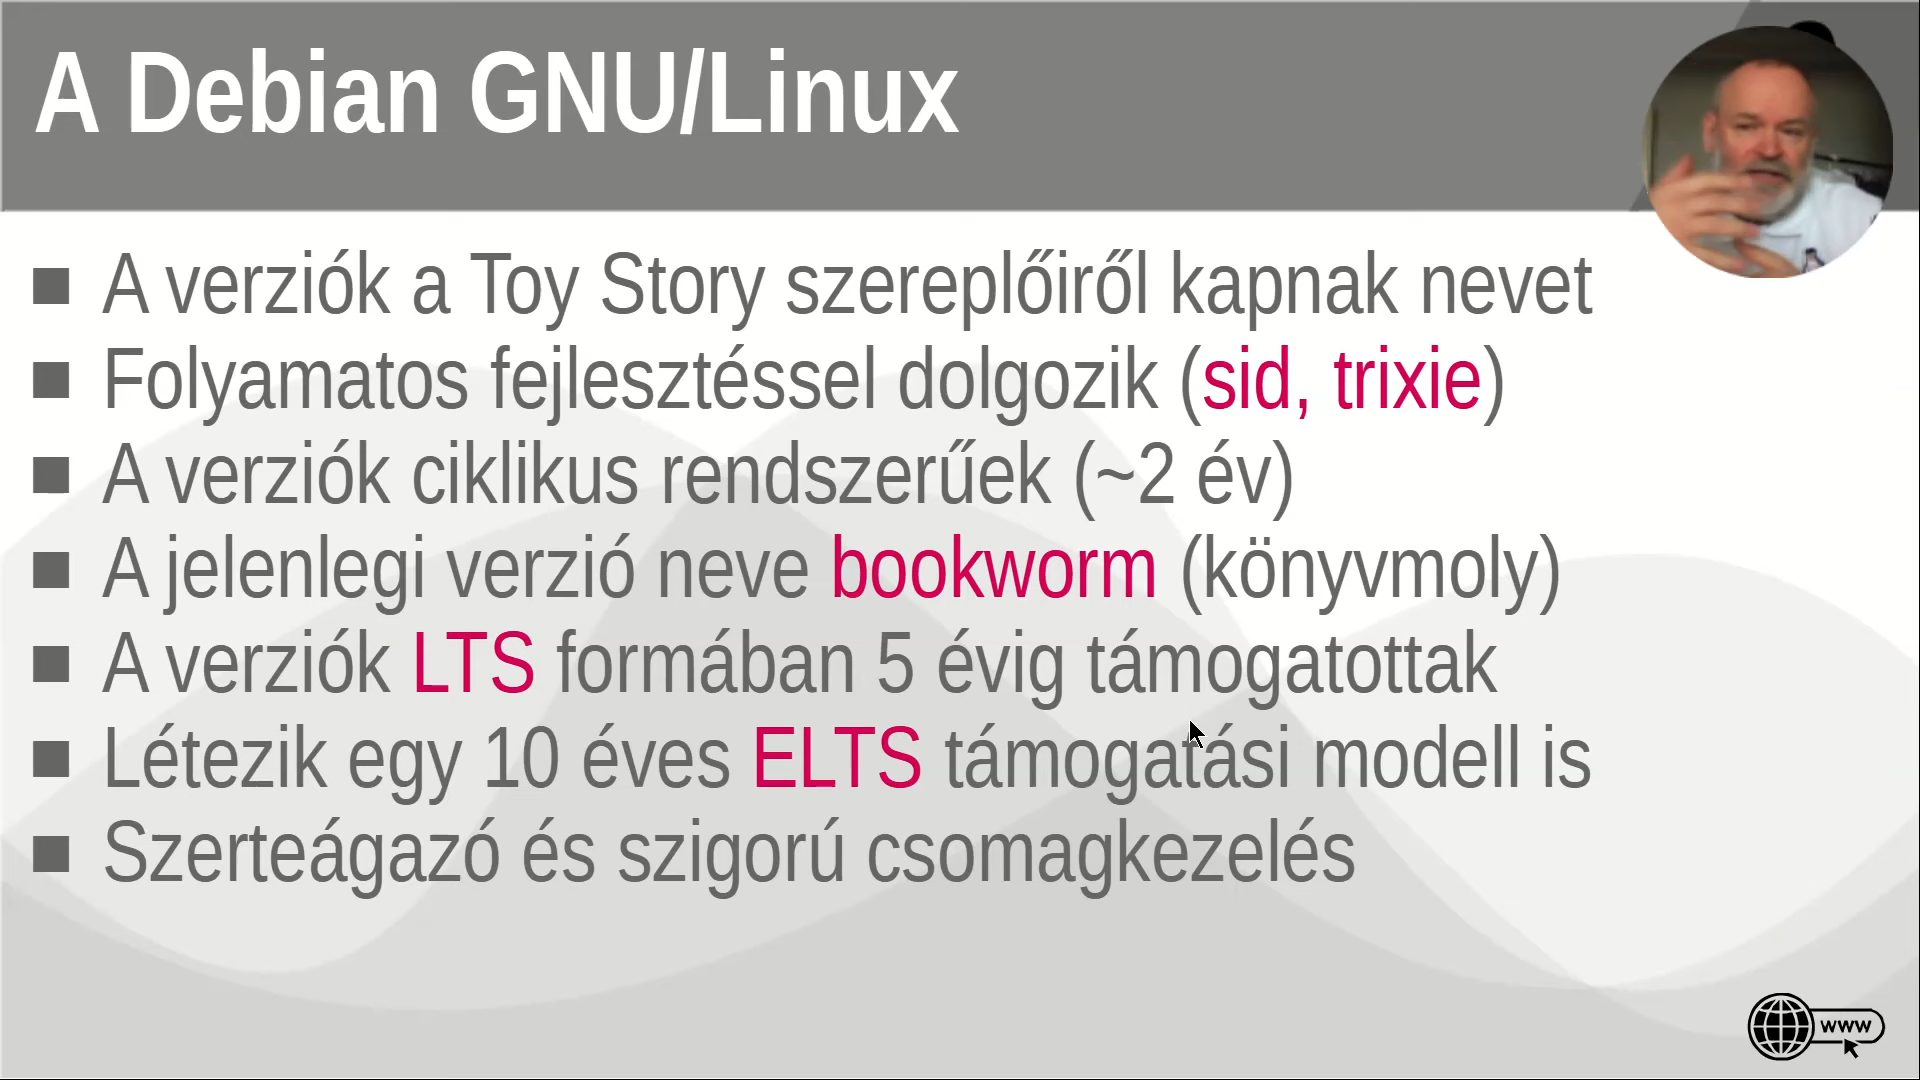 A Debian GNU/Linux
A verziók a Toy Story szereplőiről kapnak nevet
Folyamatos fejlesztéssel dolgozik (sid, trixie)
A verziók ciklikus rendszerűek (~2 év)
A jelenlegi verzió neve bookworm (könyvmoly)
A verziók LTS formában 5 évig támogatottak
Létezik egy 10 éves ELTS támogatási modell is
Szerteágazó és szigorú csomagkezelés
www